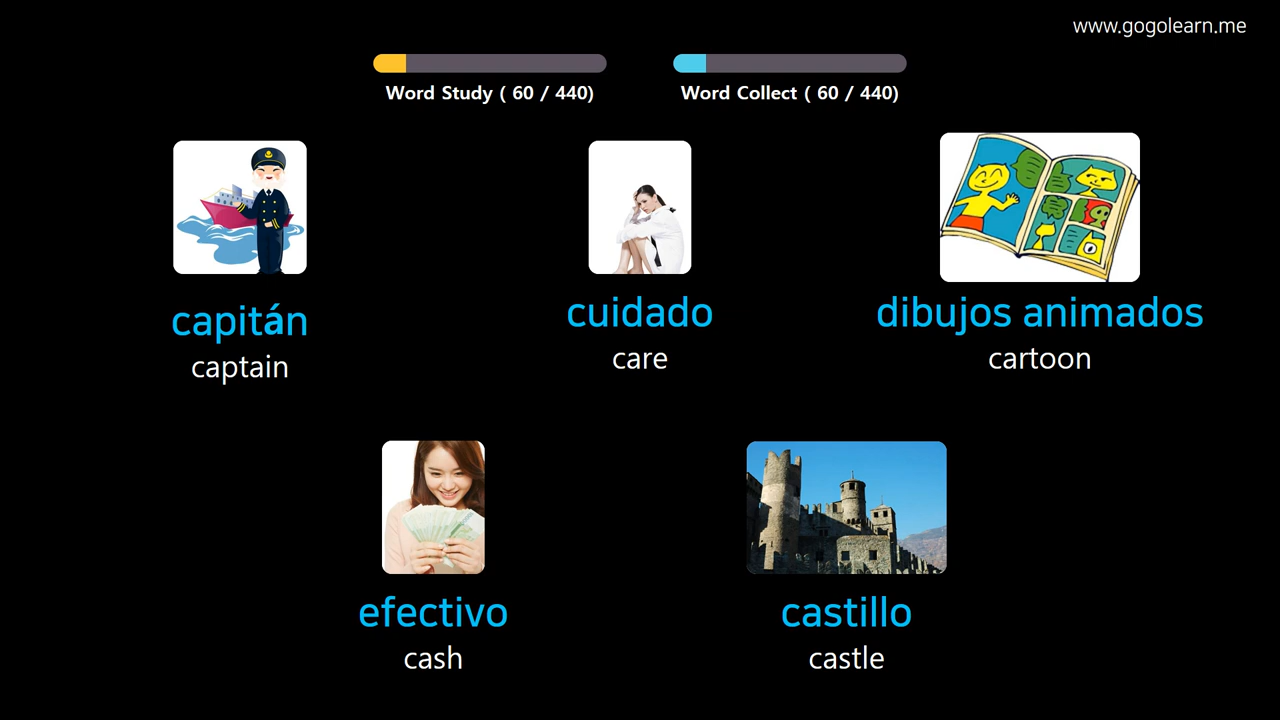 www.gogolearn.me
Word Study ( 60 / 440)
Word Collect ( 60 / 440)
capitán
captain
cuidado
care
dibujos animados
cartoon
efectivo
cash
castillo
castle